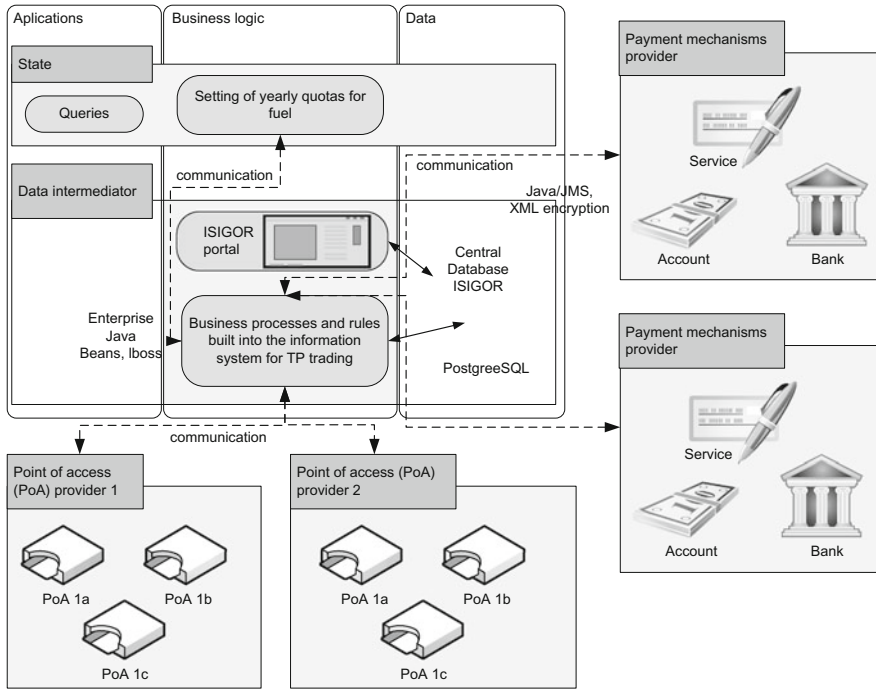 Aplications
Business logic
Data
State
Queries
Setting of yearly quotas for
fuel
communication
communication
Data intermediator
Java/JMS,
XML encryption
ISIGOR
portal
Central
Database
ISIGOR
Enterprise
Java
Beans, lboss
Business processes and rules
built into the information
system for TP trading
PostgreeSQL
communication
Payment mechanisms
provider
Service
Account
Bank
Payment mechanisms
provider
Service
Account
Bank
Point of access
(PoA) provider 1
PoA 1a
PoA 1b
PoA 1c
Point of access (PoA)
provider 2
PoA 1a
PoA 1b
PoA 1c